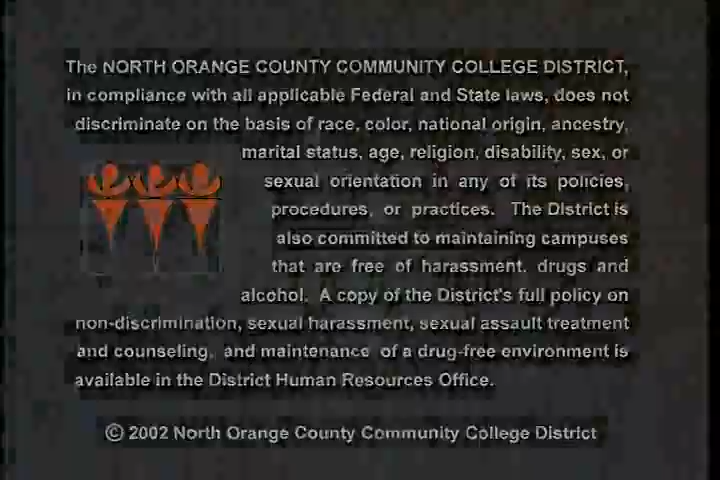 The NORTH ORANGE COUNTY COMMUNITY COLLEGE DISTRICT,
in compliance with all applicable Federal and State laws, does not
discriminate on the basis of race, color, national origin, ancestry,
marital status, age, religion, disability, sex, or
sexual orientation in any of its policies,
procedures, or practices. The District is
also committed to maintaining campuses
that are free of harassment, drugs and
alcohol. A copy of the District's full policy on
non-discrimination, sexual harassment, sexual assault treatment
and counseling, and maintenance of a drug-free environment is
available in the District Human Resources Office.
© 2002 North Orange County Community College District